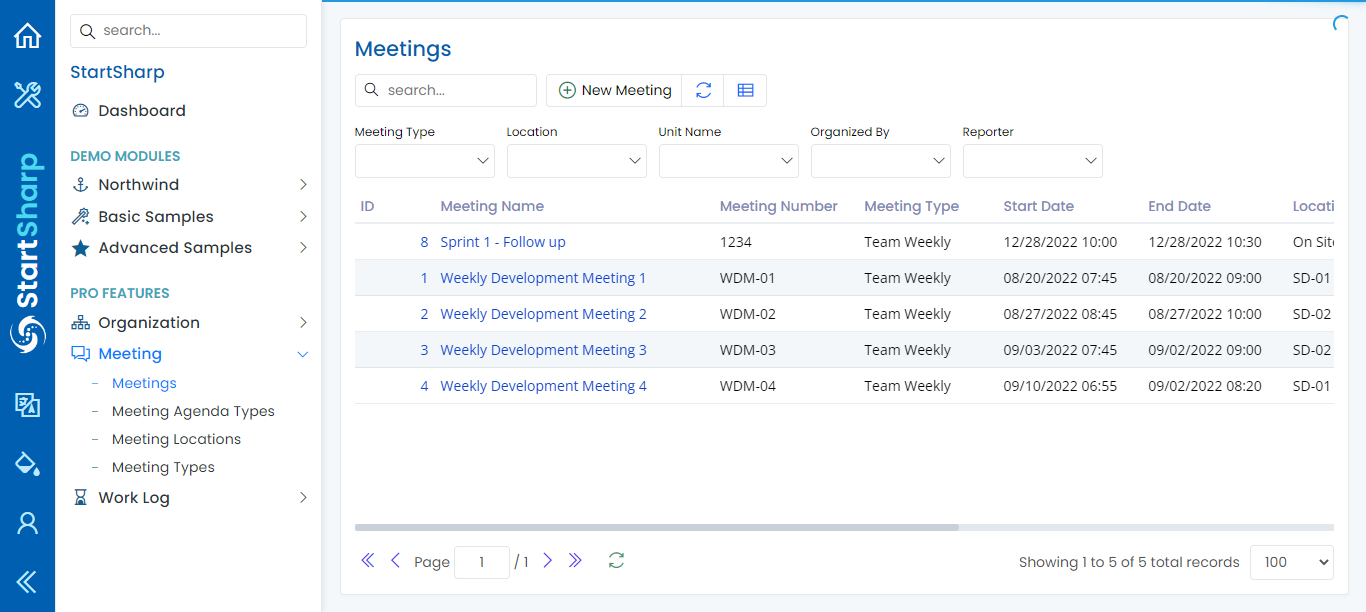 search...
StartSharp
Dashboard
DEMO MODULES
Northwind
Basic Samples
Advanced Samples
PRO FEATURES
Organization
Meeting
Meetings
Meeting Agenda Types
Meeting Locations
Meeting Types
Work Log
StartSharp
Meetings
search...
New Meeting
Meeting Type Location Unit Name Organized By Reporter
ID Meeting Name Meeting Number Meeting Type Start Date End Date Locati
8 Sprint 1 - Follow up 1234 Team Weekly 12/28/2022 10:00 12/28/2022 10:30 On Site
1 Weekly Development Meeting 1 WDM-01 Team Weekly 08/20/2022 07:45 08/20/2022 09:00 SD-01
2 Weekly Development Meeting 2 WDM-02 Team Weekly 08/27/2022 08:45 08/27/2022 10:00 SD-02
3 Weekly Development Meeting 3 WDM-03 Team Weekly 09/03/2022 07:45 09/02/2022 09:00 SD-02
4 Weekly Development Meeting 4 WDM-04 Team Weekly 09/10/2022 06:55 09/02/2022 08:20 SD-01
Page 1 / 1
Showing 1 to 5 of 5 total records 100